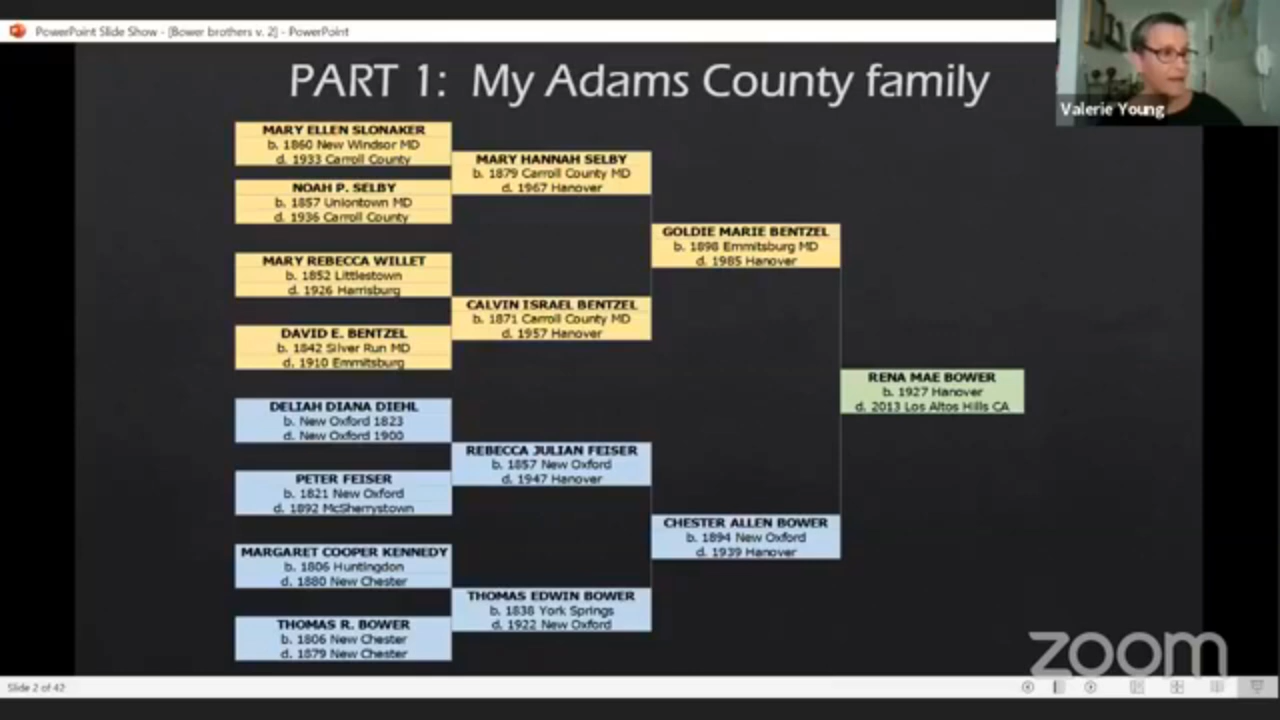 PowerPoint Slide Show - [Bower brothers v. 2] - PowerPoint
PART 1: My Adams County family
Valerie Young
MARY ELLEN SLONAKER
b. 1860 New Windsor MD
d. 1933 Carroll County
NOAH P. SELBY
b. 1857 Uniontown MD
d. 1936 Carroll County
MARY REBECCA WILLET
b. 1852 Littlestown
d. 1926 Harrisburg
DAVID E. BENTZEL
b. 1842 Silver Run MD
d. 1910 Emmitsburg
DELIAH DIANA DIEHL
b. New Oxford 1823
d. New Oxford 1900
PETER FEISER
b. 1821 New Oxford
d. 1892 McSherrystown
MARGARET COOPER KENNEDY
b. 1806 Huntingdon
d. 1880 New Chester
THOMAS R. BOWER
b. 1806 New Chester
d. 1879 New Chester
MARY HANNAH SELBY
b. 1879 Carroll County MD
d. 1967 Hanover
CALVIN ISRAEL BENTZEL
b. 1871 Carroll County MD
d. 1957 Hanover
REBECCA JULIAN FEISER
b. 1857 New Oxford
d. 1947 Hanover
THOMAS EDWIN BOWER
b. 1838 York Springs
d. 1922 New Oxford
GOLDIE MARIE BENTZEL
b. 1898 Emmitsburg MD
d. 1985 Hanover
CHESTER ALLEN BOWER
b. 1894 New Oxford
d. 1939 Hanover
RENA MAE BOWER
b. 1927 Hanover
d. 2013 Los Altos Hills CA
zoom
Slide 2 of 42